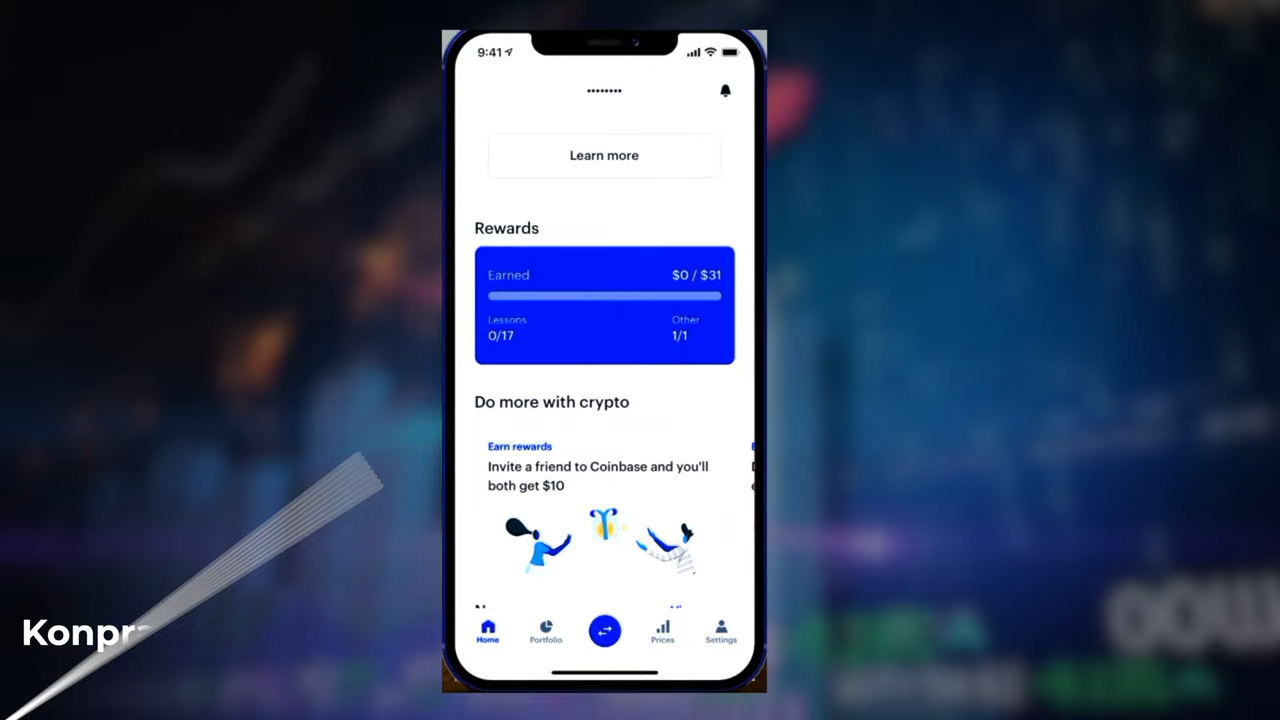 9:41
••••••••
Learn more
Rewards
Earned $0 / $31
Lessons Other
0/17 1/1
Do more with crypto
Earn rewards
Invite a friend to Coinbase and you'll
both get $10
Home Portfolio Prices Settings